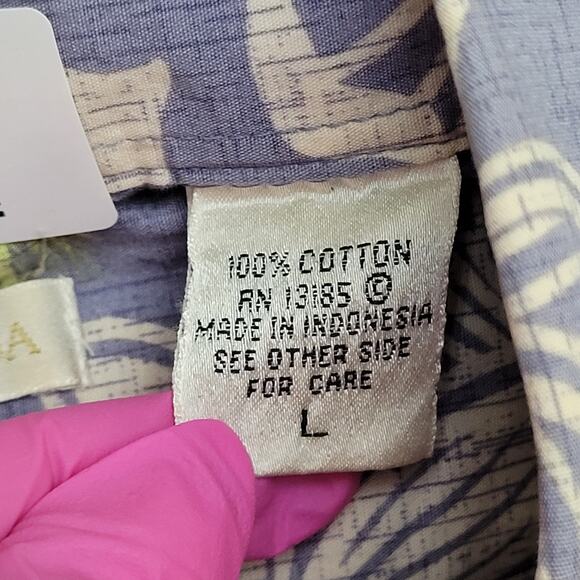 100% COTTON
RN 13185 ©
MADE IN INDONESIA
SEE OTHER SIDE
FOR CARE
L